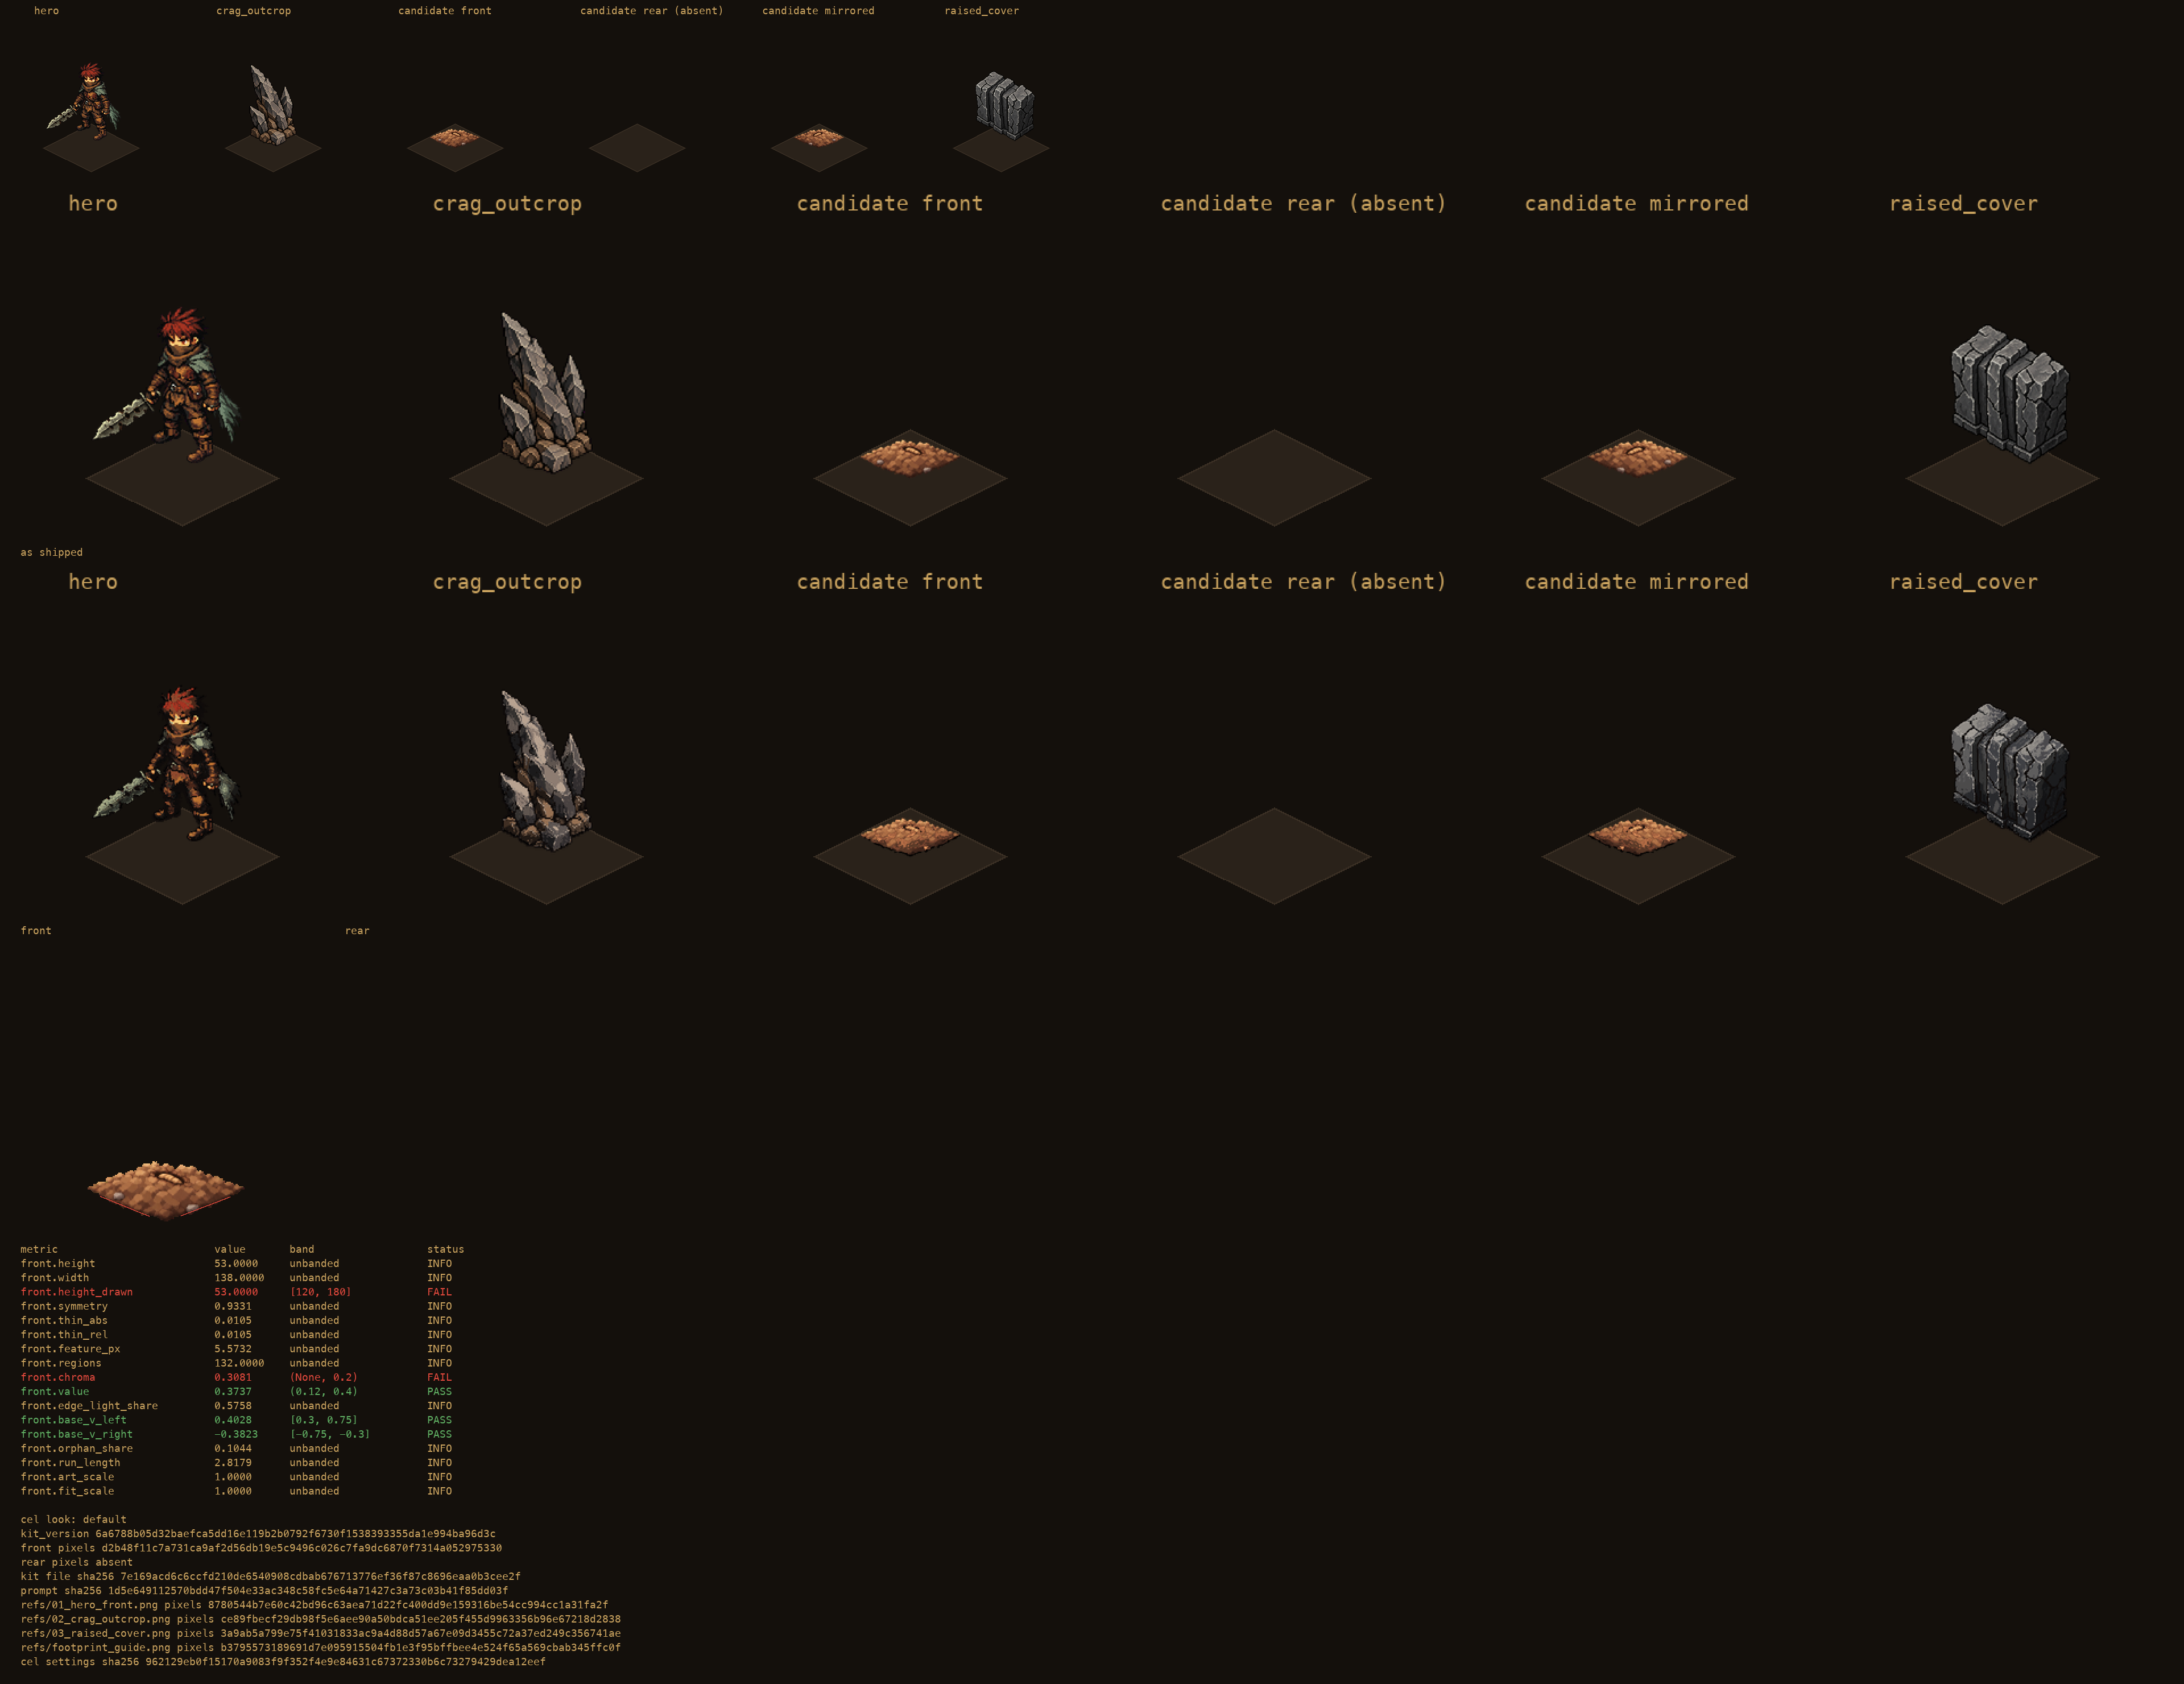 hero crag_outcrop candidate front candidate rear (absent) candidate mirrored raised_cover
hero crag_outcrop candidate front candidate rear (absent) candidate mirrored raised_cover
as shipped
hero crag_outcrop candidate front candidate rear (absent) candidate mirrored raised_cover
front rear
metric value band status
front.height 53.0000 unbanded INFO
front.width 138.0000 unbanded INFO
front.height_drawn 53.0000 [120, 180] FAIL
front.symmetry 0.9331 unbanded INFO
front.thin_abs 0.0105 unbanded INFO
front.thin_rel 0.0105 unbanded INFO
front.feature_px 5.5732 unbanded INFO
front.regions 132.0000 unbanded INFO
front.chroma 0.3081 (None, 0.2) FAIL
front.value 0.3737 (0.12, 0.4) PASS
front.edge_light_share 0.5758 unbanded INFO
front.base_v_left 0.4028 [0.3, 0.75] PASS
front.base_v_right −0.3823 [−0.75, −0.3] PASS
front.orphan_share 0.1044 unbanded INFO
front.run_length 2.8179 unbanded INFO
front.art_scale 1.0000 unbanded INFO
front.fit_scale 1.0000 unbanded INFO
cel look: default
kit_version 6a6788b05d32baefca5dd16e119b2b0792f6730f1538393355da1e994ba96d3c
front pixels d2b48f11c7a731ca9af2d56db19e5c9496c026c7fa9dc6870f7314a052975330
rear pixels absent
kit file sha256 7e169acd6c6ccfd210de6540908cdbab676713776ef36f87c8696eaa0b3cee2f
prompt sha256 1d5e649112570bdd47f504e33ac348c58fc5e64a71427c3a73c03b41f85dd03f
refs/01_hero_front.png pixels 8780544b7e60c42bd96c63aea71d22fc400dd9e159316be54cc994cc1a31fa2f
refs/02_crag_outcrop.png pixels ce89fbecf29db98f5e6aee90a50bdca51ee205f455d9963356b96e67218d2838
refs/03_raised_cover.png pixels 3a9ab5a799e75f41031833ac9a4d88d57a67e09d3455c72a37ed249c356741ae
refs/footprint_guide.png pixels b3795573189691d7e095915504fb1e3f95bffbee4e524f65a569cbab345ffc0f
cel settings sha256 962129eb0f15170a9083f9f352f4e9e84631c67372330b6c73279429dea12eef